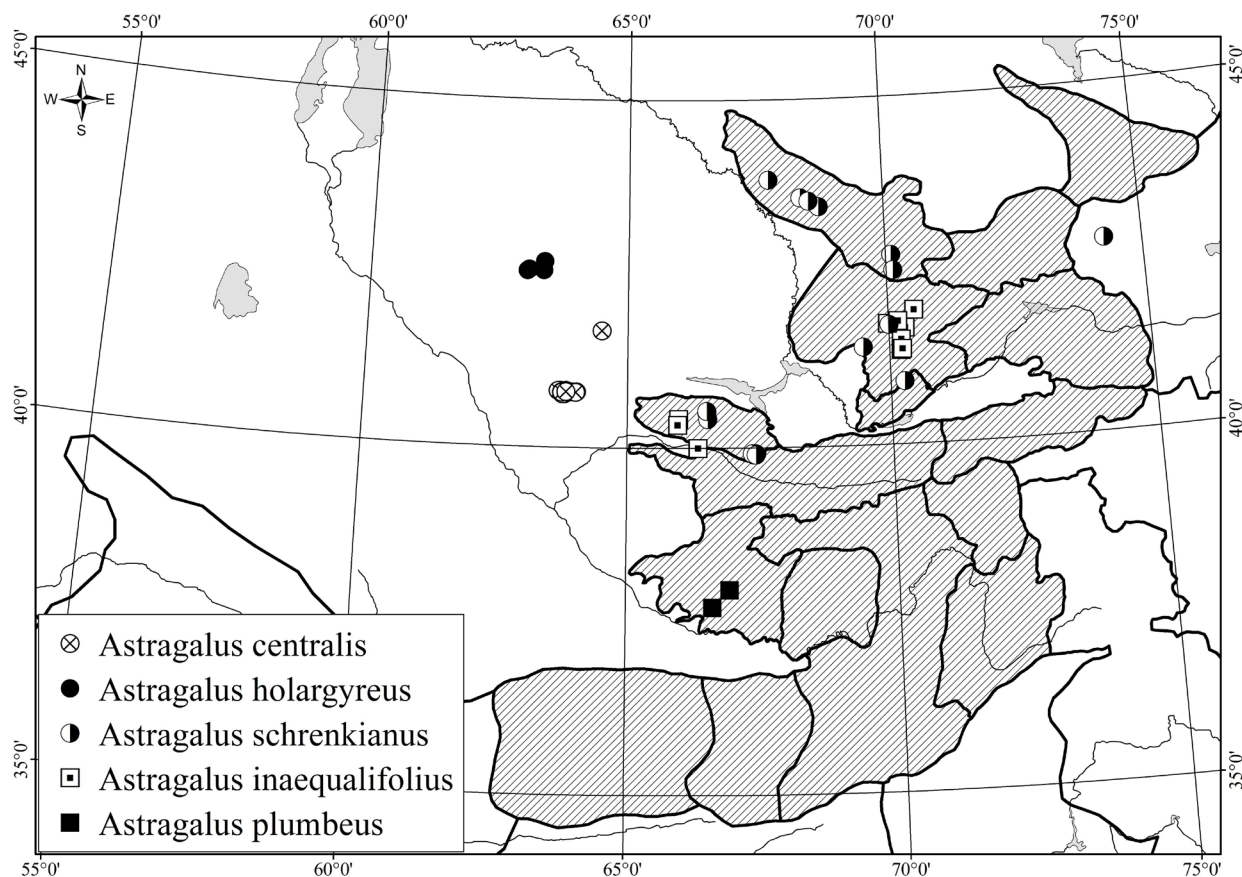 55°0' 60°0' 65°0' 70°0' 75°0'
45°0'
45°0'
N
W E
S
40°0'
40°0'
35°0'
35°0'
Astragalus centralis
Astragalus holargyreus
Astragalus schrenkianus
Astragalus inaequalifolius
Astragalus plumbeus
55°0' 60°0' 65°0' 70°0' 75°0'